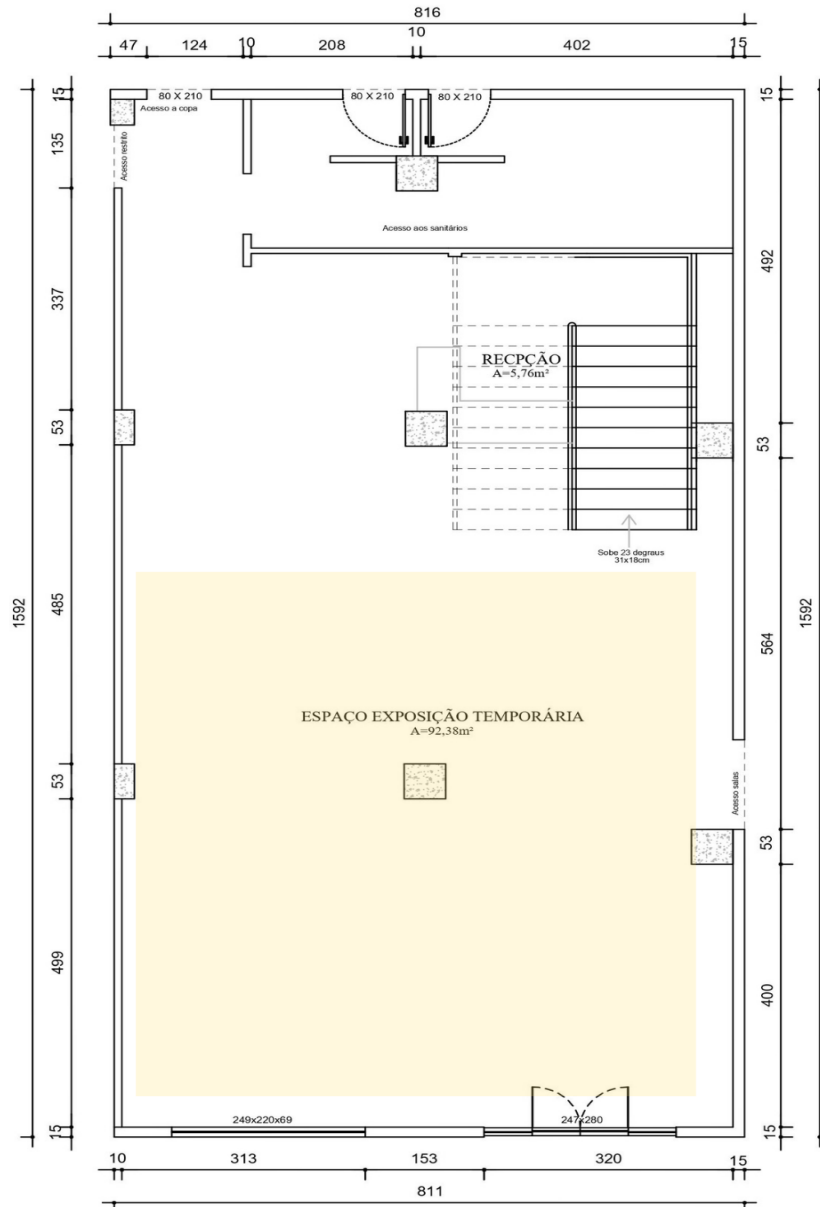 816
10
47 124 10 208 402 15
15 80 X 210 80 X 210 80 X 210 15
Acesso a copa
135
Acesso restrito
Acesso aos sanitários
492
337
RECPÇÃO
A=5,76m²
53
53
Sobe 23 degraus
31x18cm
1592
485
564
1592
ESPAÇO EXPOSIÇÃO TEMPORÁRIA
A=92,38m²
53
Acesso salas
53
499
400
249x220x69 247x280
15 15
10 313 153 320 15
811